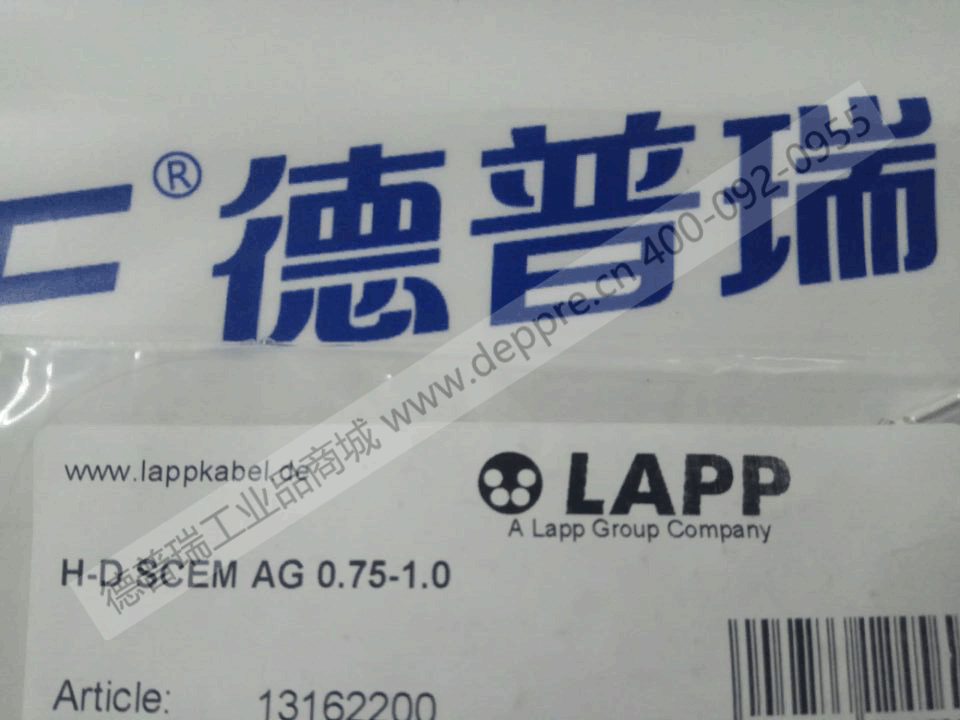 ® 德普瑞
德普瑞工业品商城 www.deppre.cn 400-092-0955
www.lappkabel.de
LAPP
A Lapp Group Company
H-D SCEM AG 0.75-1.0
Article: 13162200